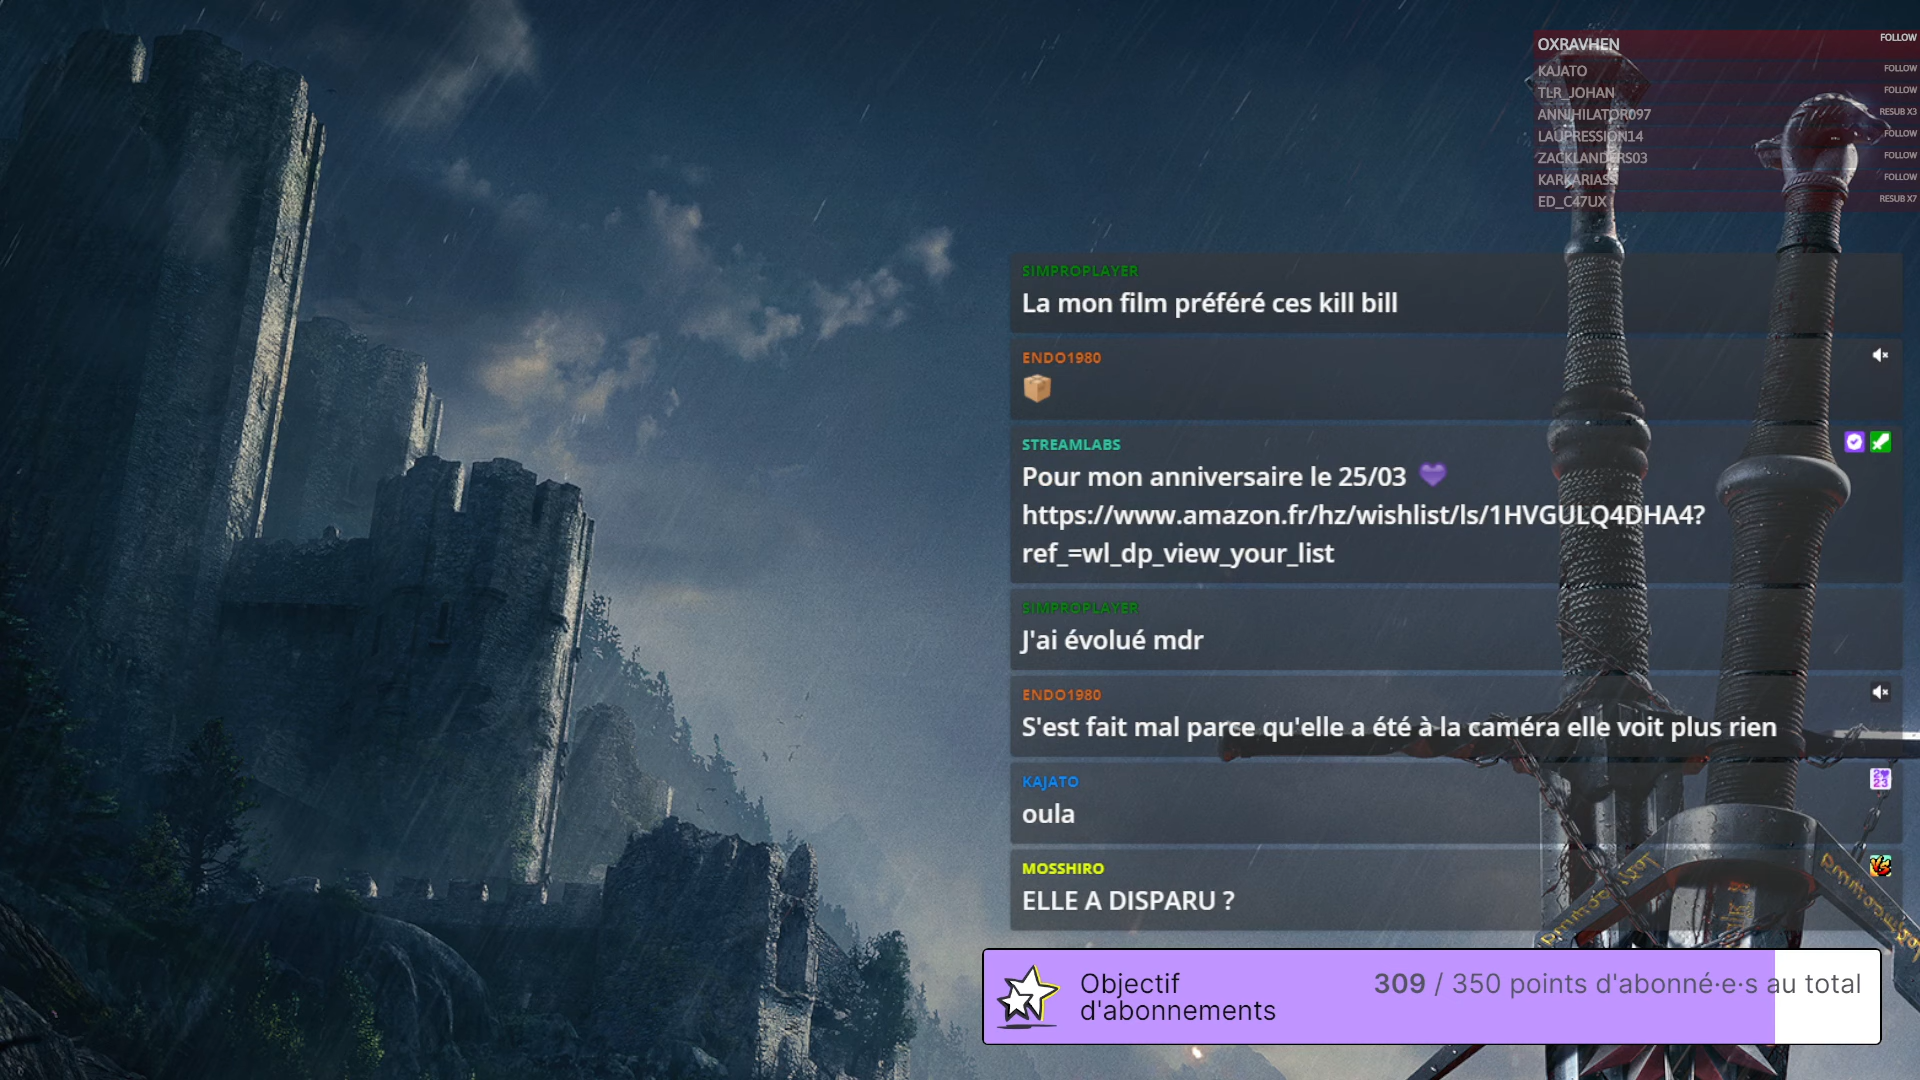 OXRAVHEN FOLLOW
KAJATO FOLLOW
TLR_JOHAN FOLLOW
ANNIHILATOR097 RESUB X3
LAUPRESSION14 FOLLOW
ZACKLANDERS03 FOLLOW
KARKARIASS FOLLOW
ED_C47UX RESUB X7
SIMPROPLAYER
La mon film préféré ces kill bill
ENDO1980
STREAMLABS
Pour mon anniversaire le 25/03
https://www.amazon.fr/hz/wishlist/ls/1HVGULQ4DHA4?
ref_=wl_dp_view_your_list
SIMPROPLAYER
J'ai évolué mdr
ENDO1980
S'est fait mal parce qu'elle a été à la caméra elle voit plus rien
KAJATO
oula
MOSSHIRO
ELLE A DISPARU ?
Objectif
d'abonnements
309 / 350 points d'abonné·e·s au total